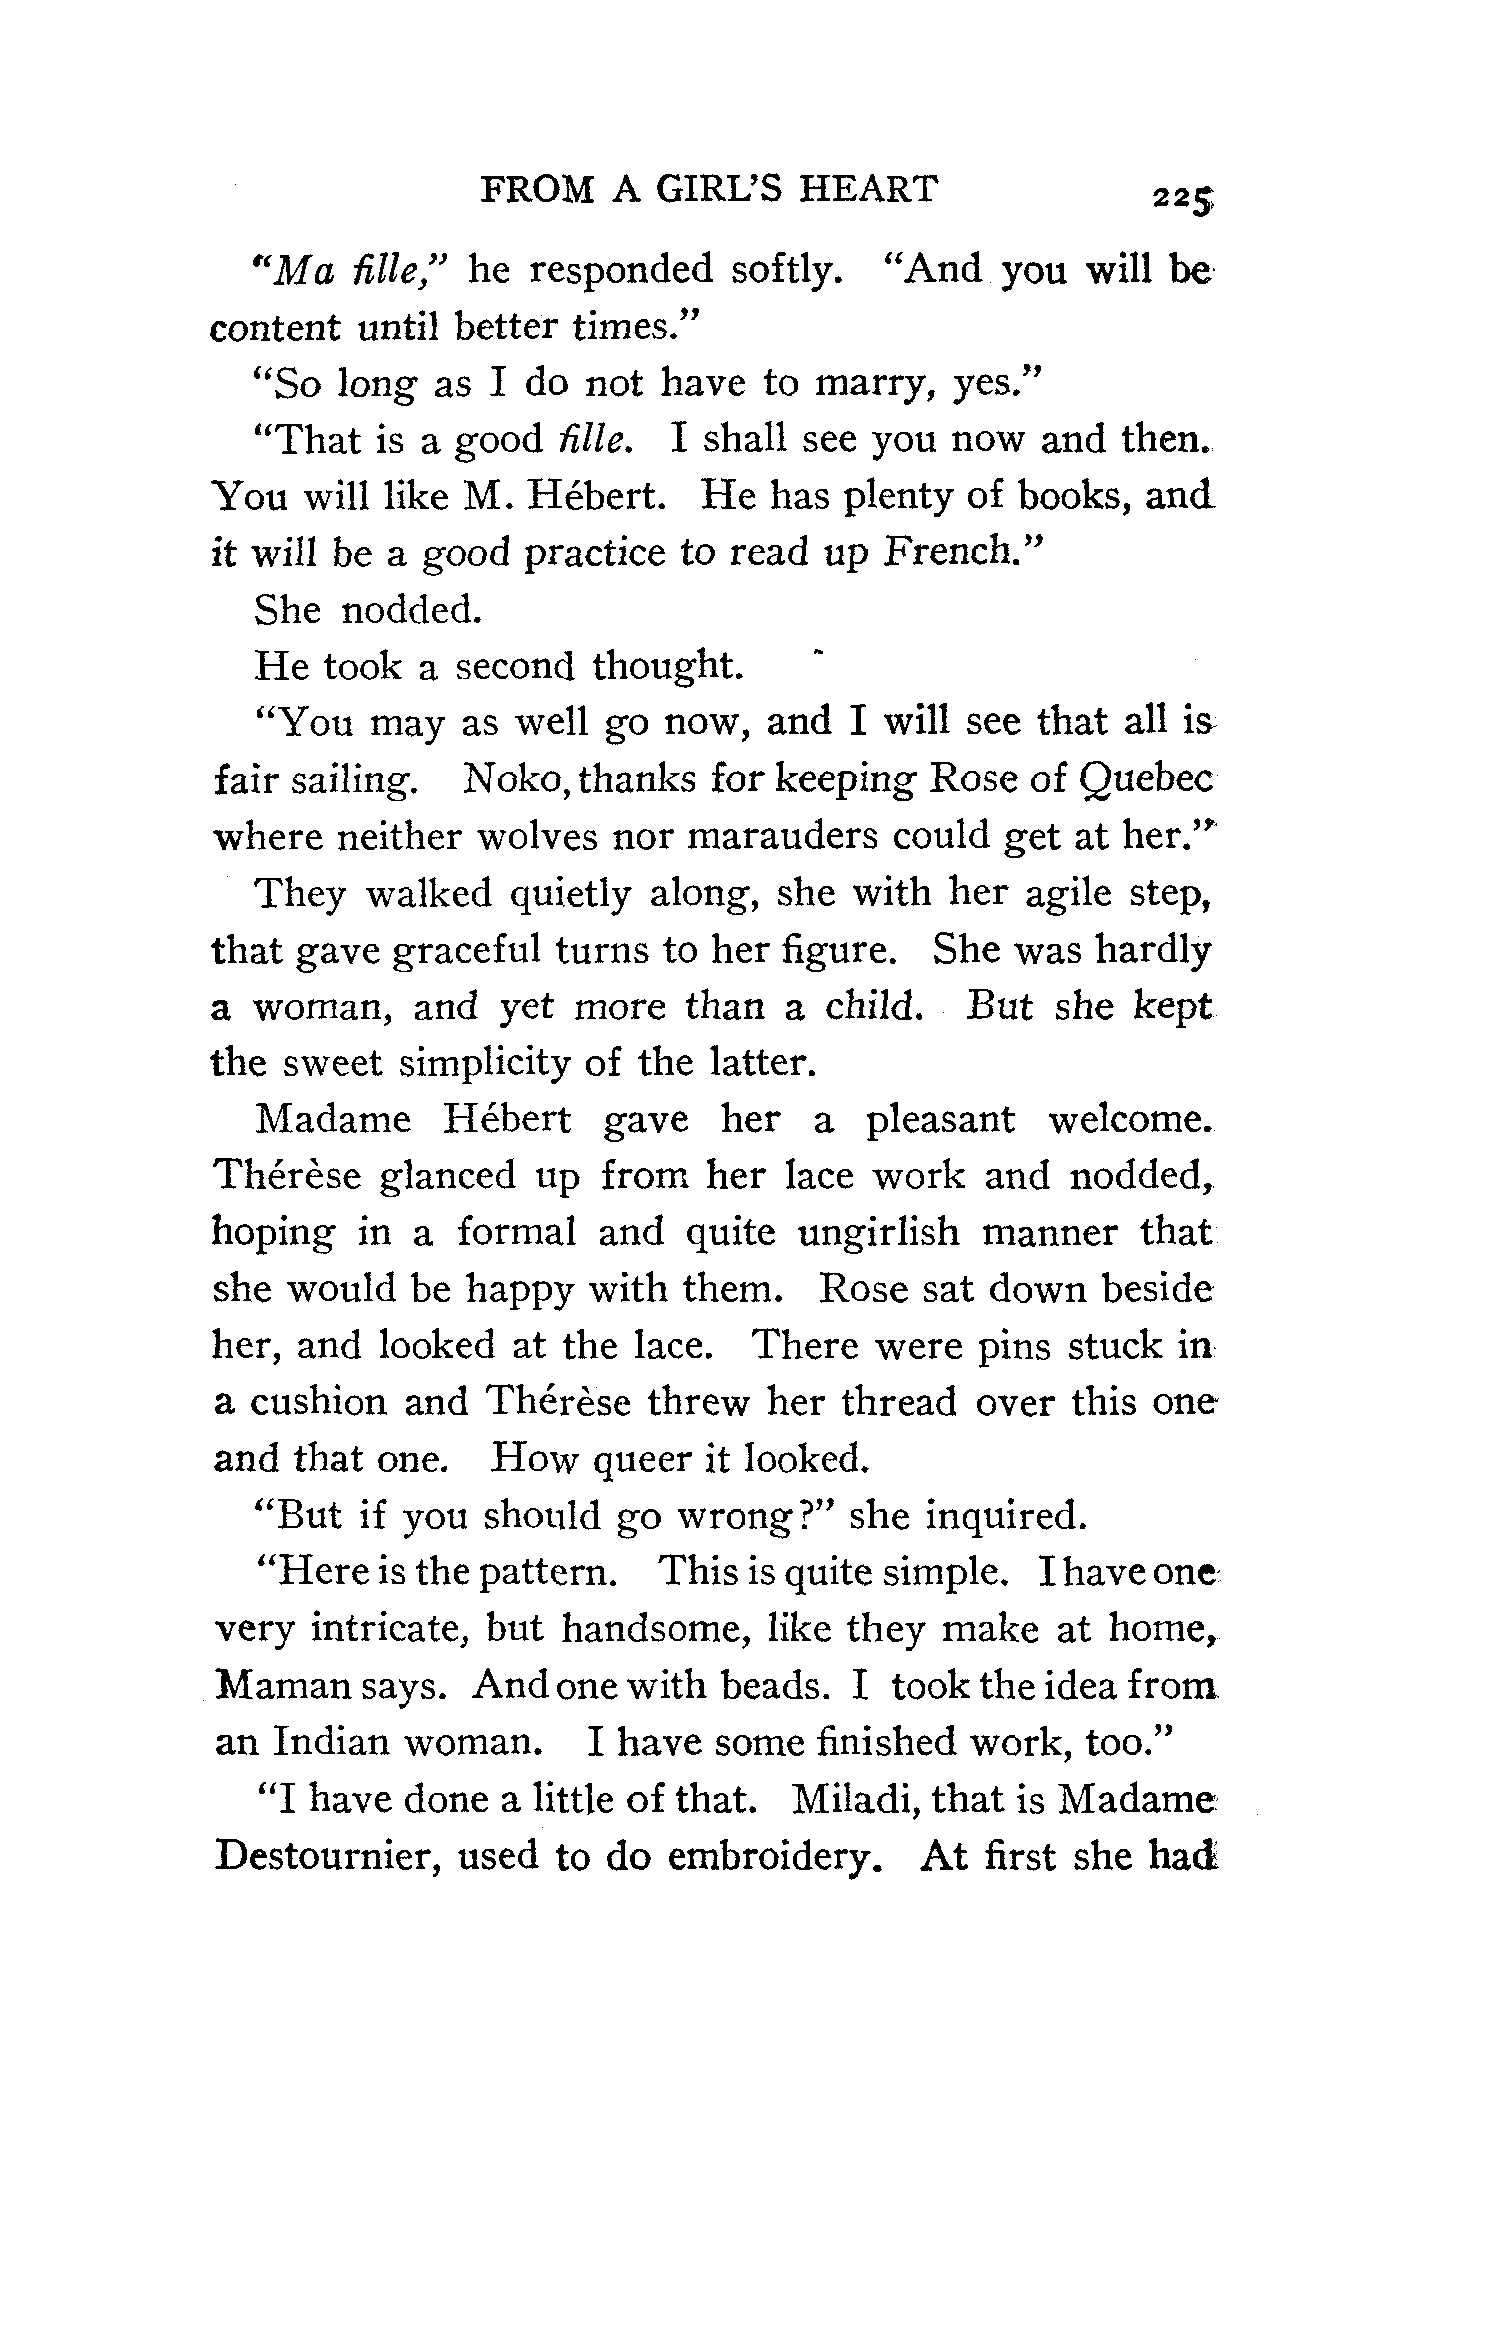 FROM A GIRL'S HEART 225
"Ma fille," he responded softly. "And you will be
content until better times."
"So long as I do not have to marry, yes."
"That is a good fille. I shall see you now and then.
You will like M. Hébert. He has plenty of books, and
it will be a good practice to read up French."
She nodded.
He took a second thought.
"You may as well go now, and I will see that all is
fair sailing. Noko, thanks for keeping Rose of Quebec
where neither wolves nor marauders could get at her."
They walked quietly along, she with her agile step,
that gave graceful turns to her figure. She was hardly
a woman, and yet more than a child. But she kept
the sweet simplicity of the latter.
Madame Hébert gave her a pleasant welcome.
Thérèse glanced up from her lace work and nodded,
hoping in a formal and quite ungirlish manner that
she would be happy with them. Rose sat down beside
her, and looked at the lace. There were pins stuck in
a cushion and Thérèse threw her thread over this one
and that one. How queer it looked.
"But if you should go wrong?" she inquired.
"Here is the pattern. This is quite simple. I have one
very intricate, but handsome, like they make at home,
Maman says. And one with beads. I took the idea from
an Indian woman. I have some finished work, too."
"I have done a little of that. Miladi, that is Madame
Destournier, used to do embroidery. At first she had